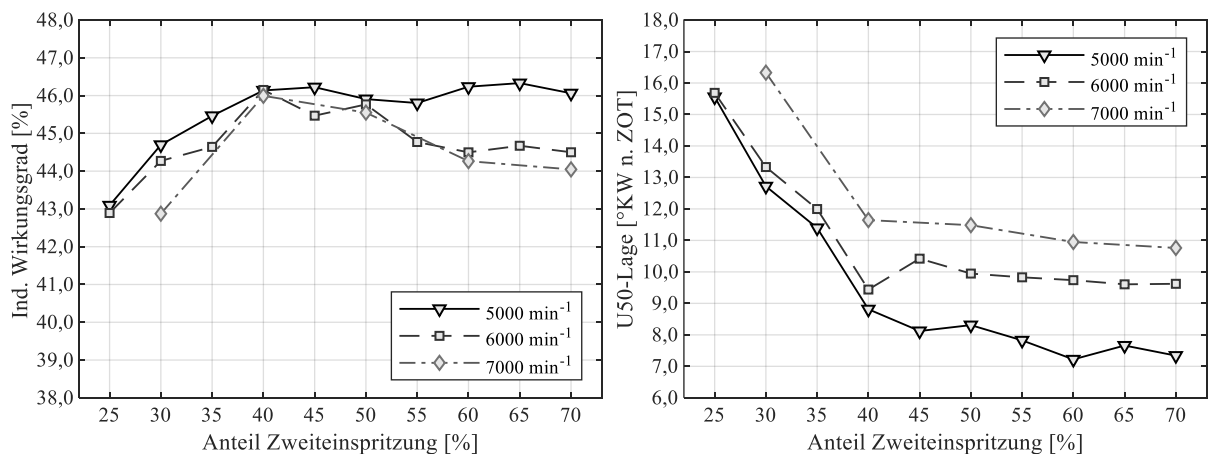 48,0
47,0
46,0
45,0
44,0
43,0
42,0
41,0
40,0
39,0
38,0
Ind. Wirkungsgrad [%]
5000 min⁻¹
6000 min⁻¹
7000 min⁻¹
25 30 35 40 45 50 55 60 65 70
Anteil Zweiteinspritzung [%]
18,0
17,0
16,0
15,0
14,0
13,0
12,0
11,0
10,0
9,0
8,0
7,0
6,0
U50-Lage [°KW n. ZOT]
5000 min⁻¹
6000 min⁻¹
7000 min⁻¹
25 30 35 40 45 50 55 60 65 70
Anteil Zweiteinspritzung [%]